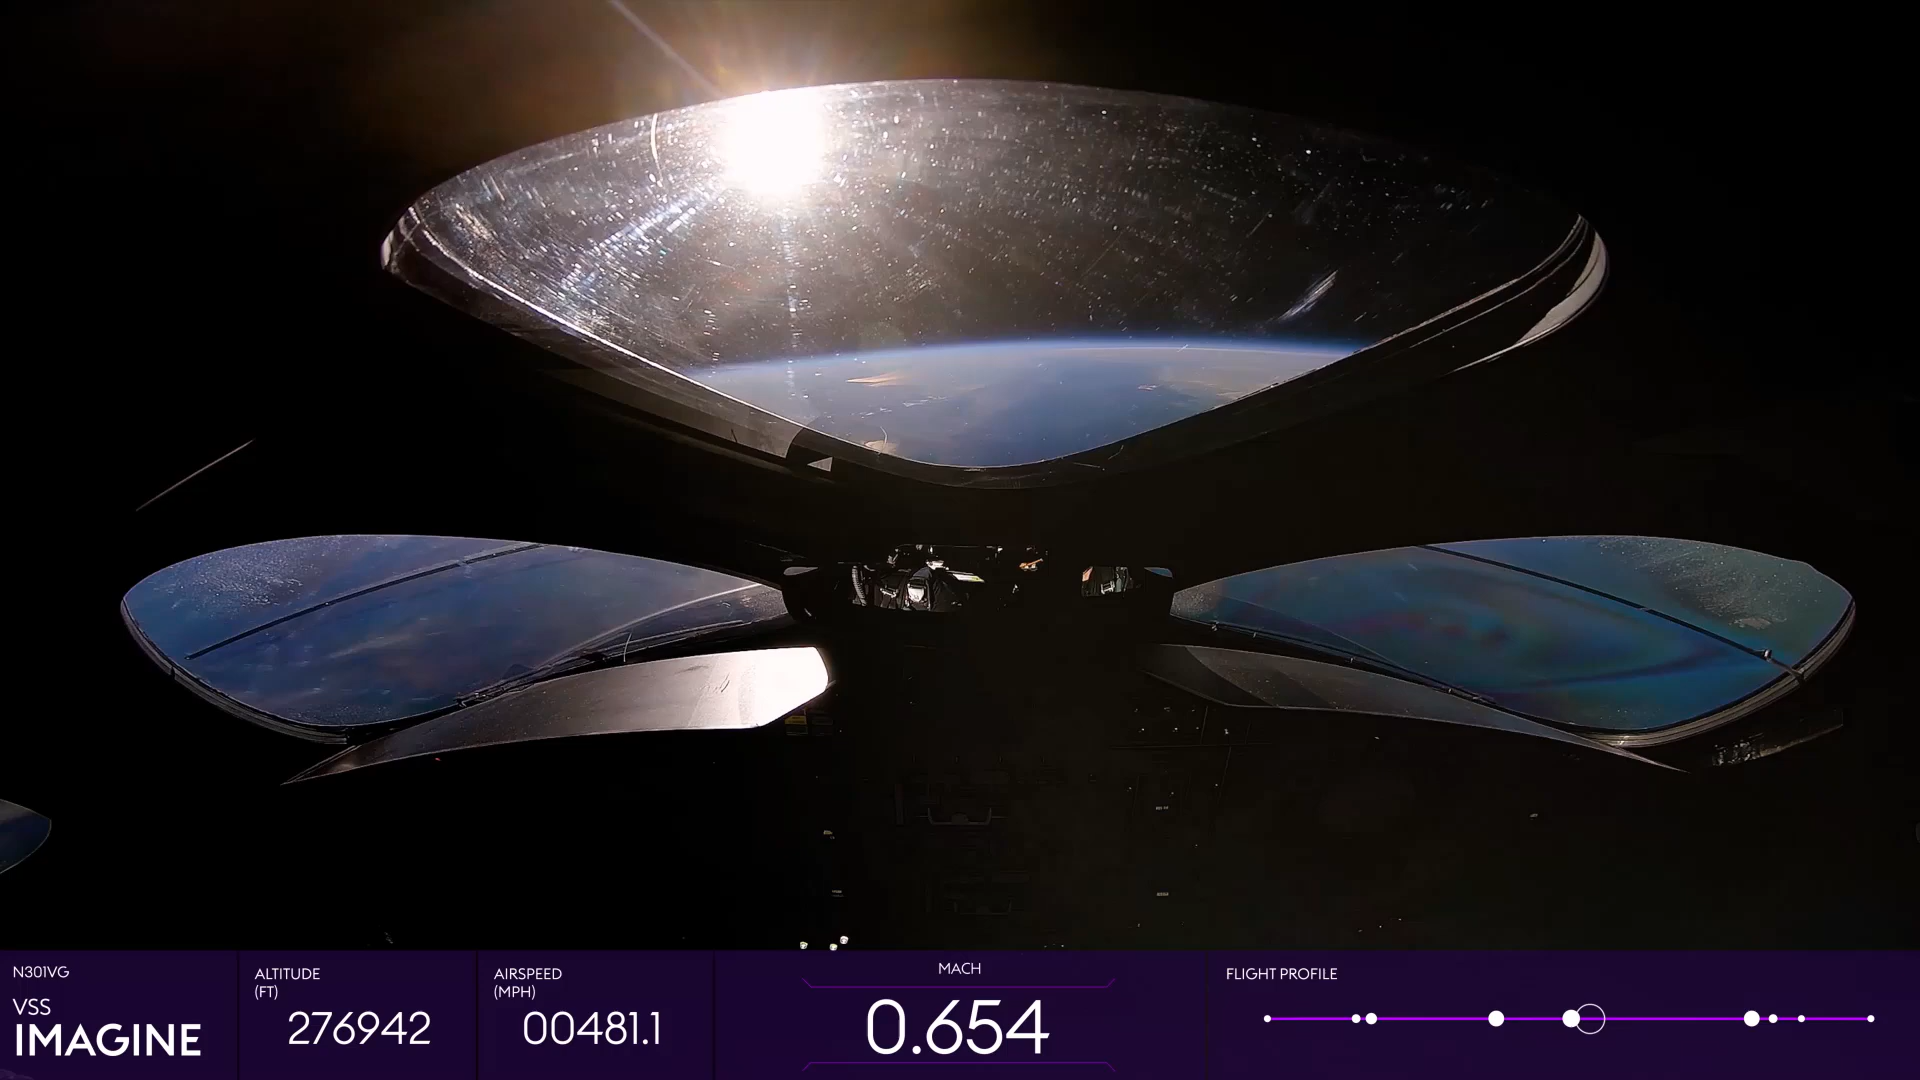 N301VG
VSS
IMAGINE
ALTITUDE
(FT)
276942
AIRSPEED
(MPH)
00481.1
MACH
0.654
FLIGHT PROFILE